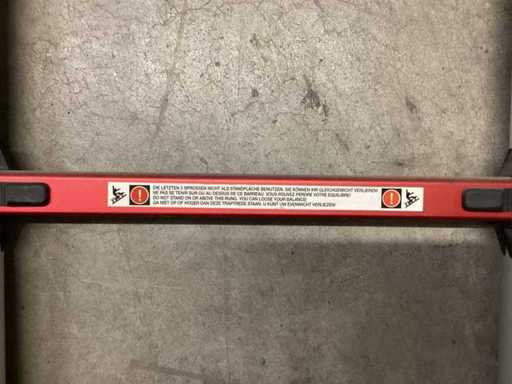 DIE LETZTEN 3 SPROSSEN NICHT ALS STANDFLÄCHE BENUTZEN. SIE KÖNNEN IHR GLEICHGEWICHT VERLIEREN!
NE PAS SE TENIR SUR OU AU DESSUS DE CE BARREAU. VOUS POUVEZ PERDRE VOTRE EQUILIBRE!
DO NOT STAND ON OR ABOVE THIS RUNG, YOU CAN LOOSE YOUR BALANCE!
GA NIET OP OF HOGER DAN DEZE TRAPTREDE STAAN. U KUNT UW EVENWICHT VERLIEZEN!